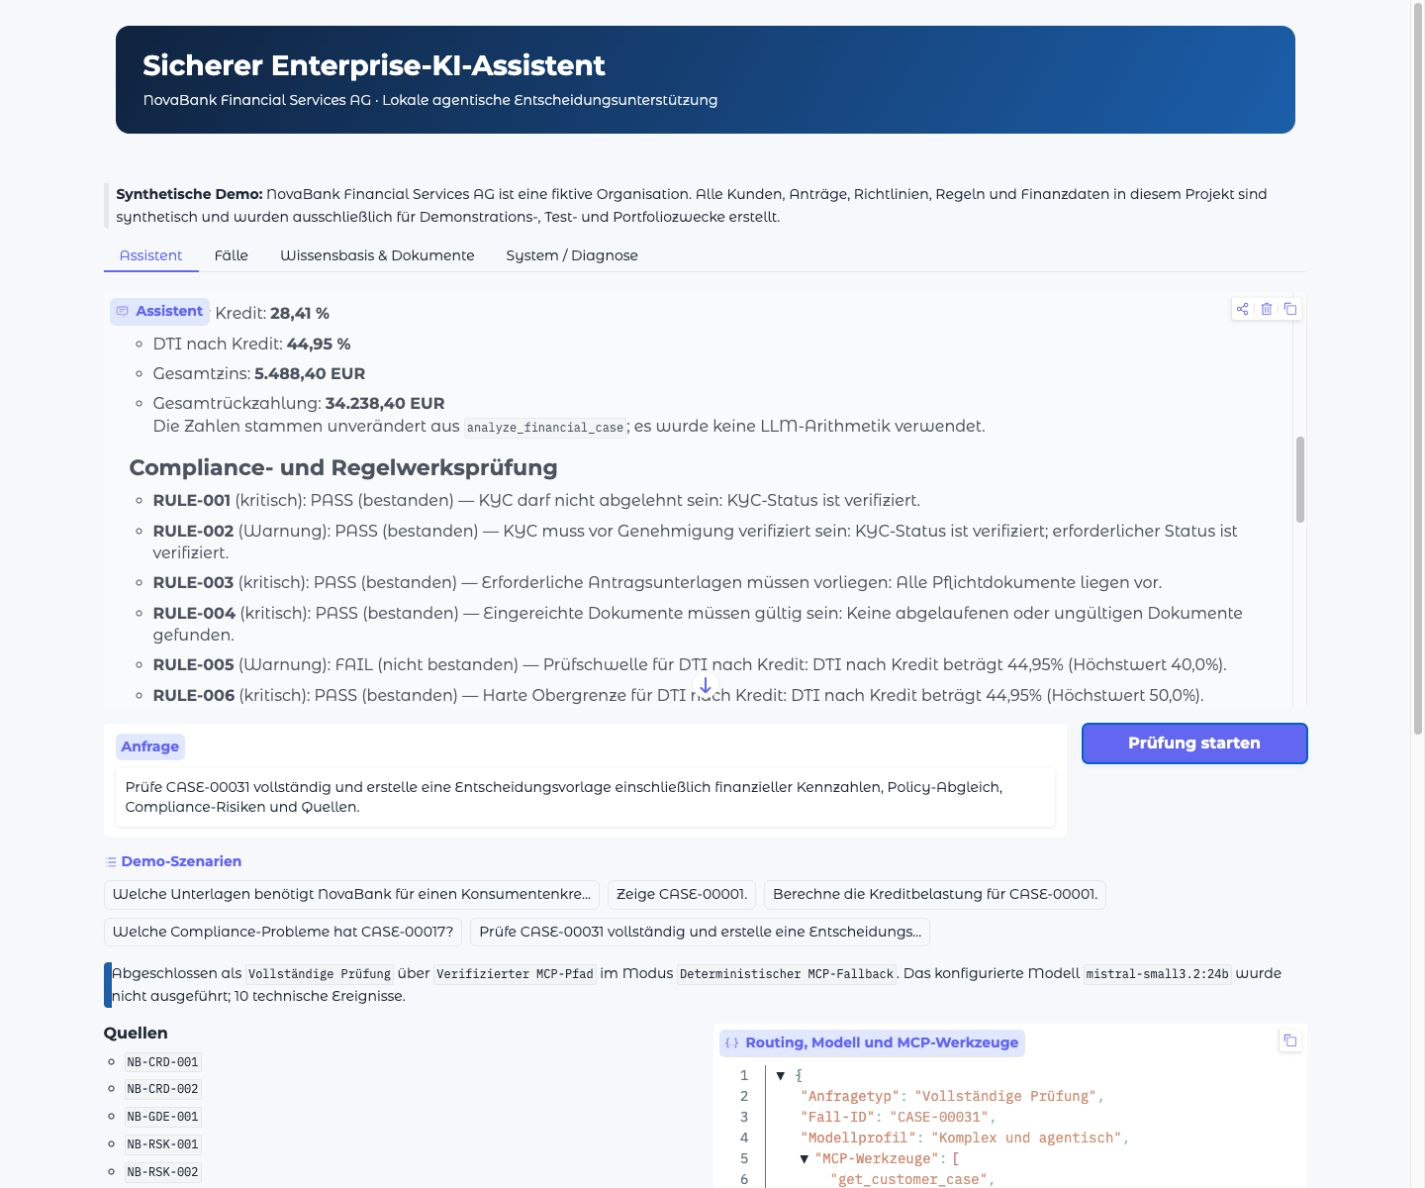 Sicherer Enterprise-KI-Assistent
NovaBank Financial Services AG · Lokale agentische Entscheidungsunterstützung
Synthetische Demo: NovaBank Financial Services AG ist eine fiktive Organisation. Alle Kunden, Anträge, Richtlinien, Regeln und Finanzdaten in diesem Projekt sind
synthetisch und wurden ausschließlich für Demonstrations-, Test- und Portfoliozwecke erstellt.
Assistent Fälle Wissensbasis & Dokumente System / Diagnose
Assistent Kredit: 28,41 %
DTI nach Kredit: 44,95 %
Gesamtzins: 5.488,40 EUR
Gesamtrückzahlung: 34.238,40 EUR
Die Zahlen stammen unverändert aus analyze_financial_case; es wurde keine LLM-Arithmetik verwendet.
Compliance- und Regelwerksprüfung
RULE-001 (kritisch): PASS (bestanden) — KYC darf nicht abgelehnt sein: KYC-Status ist verifiziert.
RULE-002 (Warnung): PASS (bestanden) — KYC muss vor Genehmigung verifiziert sein: KYC-Status ist verifiziert; erforderlicher Status ist
verifiziert.
RULE-003 (kritisch): PASS (bestanden) — Erforderliche Antragsunterlagen müssen vorliegen: Alle Pflichtdokumente liegen vor.
RULE-004 (kritisch): PASS (bestanden) — Eingereichte Dokumente müssen gültig sein: Keine abgelaufenen oder ungültigen Dokumente
gefunden.
RULE-005 (Warnung): FAIL (nicht bestanden) — Prüfschwelle für DTI nach Kredit: DTI nach Kredit beträgt 44,95% (Höchstwert 40,0%).
RULE-006 (kritisch): PASS (bestanden) — Harte Obergrenze für DTI nach Kredit: DTI nach Kredit beträgt 44,95% (Höchstwert 50,0%).
Anfrage
Prüfung starten
Prüfe CASE-00031 vollständig und erstelle eine Entscheidungsvorlage einschließlich finanzieller Kennzahlen, Policy-Abgleich,
Compliance-Risiken und Quellen.
Demo-Szenarien
Welche Unterlagen benötigt NovaBank für einen Konsumentenkre... Zeige CASE-00001. Berechne die Kreditbelastung für CASE-00001.
Welche Compliance-Probleme hat CASE-00017? Prüfe CASE-00031 vollständig und erstelle eine Entscheidungs...
Abgeschlossen als Vollständige Prüfung über Verifizierter MCP-Pfad im Modus Deterministischer MCP-Fallback. Das konfigurierte Modell mistral-small3.2:24b wurde
nicht ausgeführt; 10 technische Ereignisse.
Quellen
NB-CRD-001
NB-CRD-002
NB-GDE-001
NB-RSK-001
NB-RSK-002
Routing, Modell und MCP-Werkzeuge
1 {
2 "Anfragetyp": "Vollständige Prüfung",
3 "Fall-ID": "CASE-00031",
4 "Modellprofil": "Komplex und agentisch",
5 "MCP-Werkzeuge": [
6 "get_customer_case",